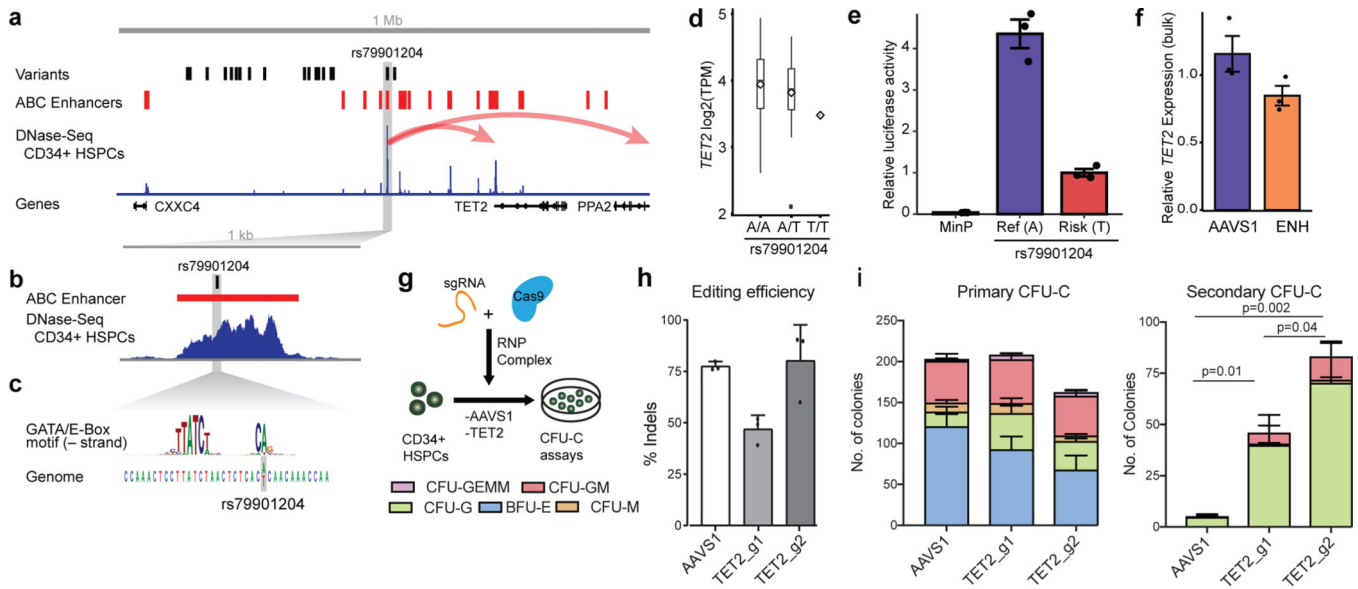 a
1 Mb
rs79901204
Variants
ABC Enhancers
DNase-Seq
CD34+ HSPCs
Genes
CXXC4
TET2
PPA2
1 kb
b
rs79901204
ABC Enhancer
DNase-Seq
CD34+ HSPCs
c
GATA/E-Box
motif (– strand)
TTATCT CA
Genome
CCAAACTCCTTATCTAACTCTCACACAACAAACCAA
rs79901204
d
TET2 log2(TPM)
5
4
3
2
A/A A/T T/T
rs79901204
e
Relative luciferase activity
4
3
2
1
0
MinP Ref (A) Risk (T)
rs79901204
f
Relative TET2 Expression (bulk)
1.0
0.5
0.0
AAVS1 ENH
g
sgRNA
+
Cas9
RNP
Complex
-AAVS1
-TET2
CD34+
HSPCs
CFU-C
assays
CFU-GEMM CFU-GM
CFU-G BFU-E CFU-M
h
Editing efficiency
% Indels
100
75
50
25
0
AAVS1 TET2_g1 TET2_g2
i
Primary CFU-C
No. of colonies
250
200
150
100
50
0
AAVS1 TET2_g1 TET2_g2
Secondary CFU-C
p=0.002
p=0.04
p=0.01
No. of Colonies
100
75
50
25
0
AAVS1 TET2_g1 TET2_g2